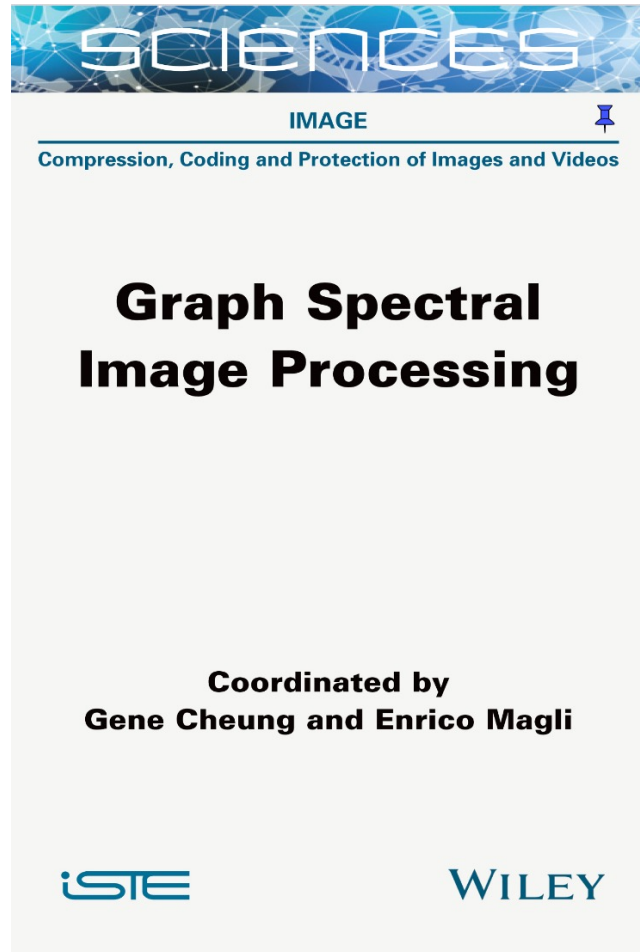 SCIENCES
IMAGE
Compression, Coding and Protection of Images and Videos
Graph Spectral
Image Processing
Coordinated by
Gene Cheung and Enrico Magli
iSTE
WILEY